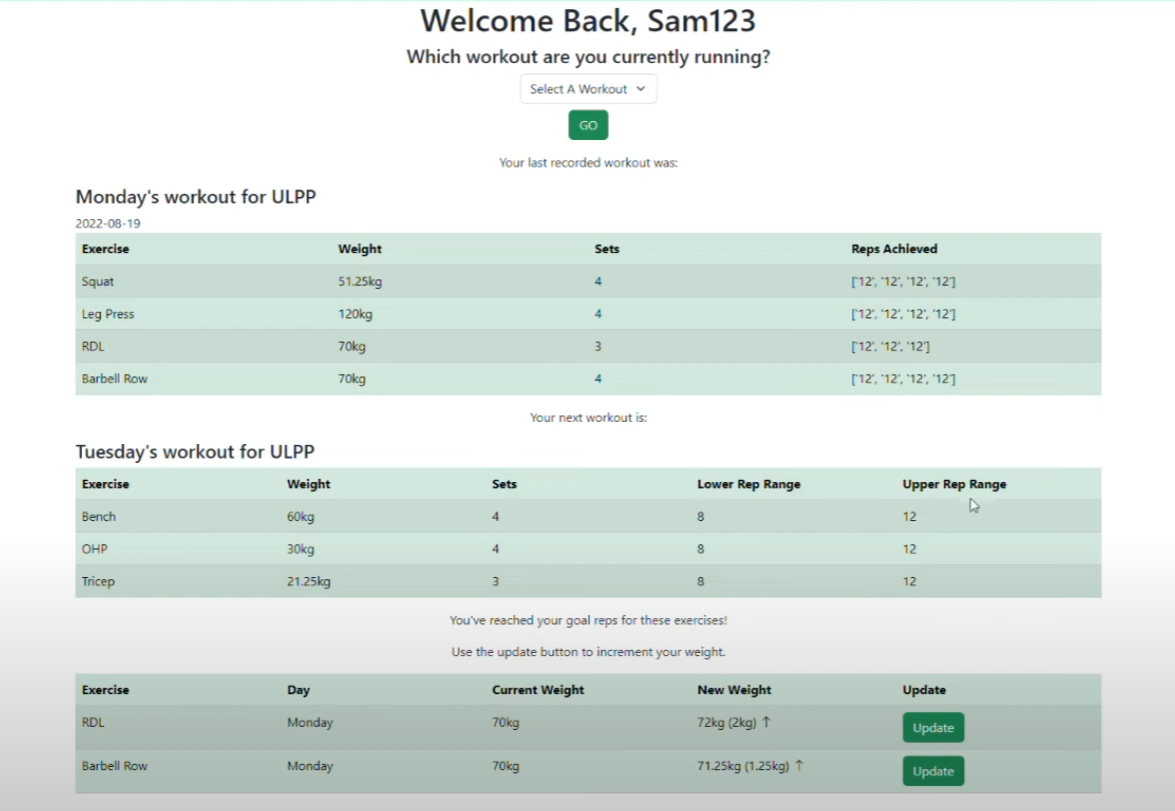 Welcome Back, Sam123
Which workout are you currently running?
Select A Workout
GO
Your last recorded workout was:
Monday's workout for ULPP
2022-08-19
Exercise Weight Sets Reps Achieved
Squat 51.25kg 4 ['12', '12', '12', '12']
Leg Press 120kg 4 ['12', '12', '12', '12']
RDL 70kg 3 ['12', '12', '12']
Barbell Row 70kg 4 ['12', '12', '12', '12']
Your next workout is:
Tuesday's workout for ULPP
Exercise Weight Sets Lower Rep Range Upper Rep Range
Bench 60kg 4 8 12
OHP 30kg 4 8 12
Tricep 21.25kg 3 8 12
You've reached your goal reps for these exercises!
Use the update button to increment your weight.
Exercise Day Current Weight New Weight Update
RDL Monday 70kg 72kg (2kg) ↑ Update
Barbell Row Monday 70kg 71.25kg (1.25kg) ↑ Update